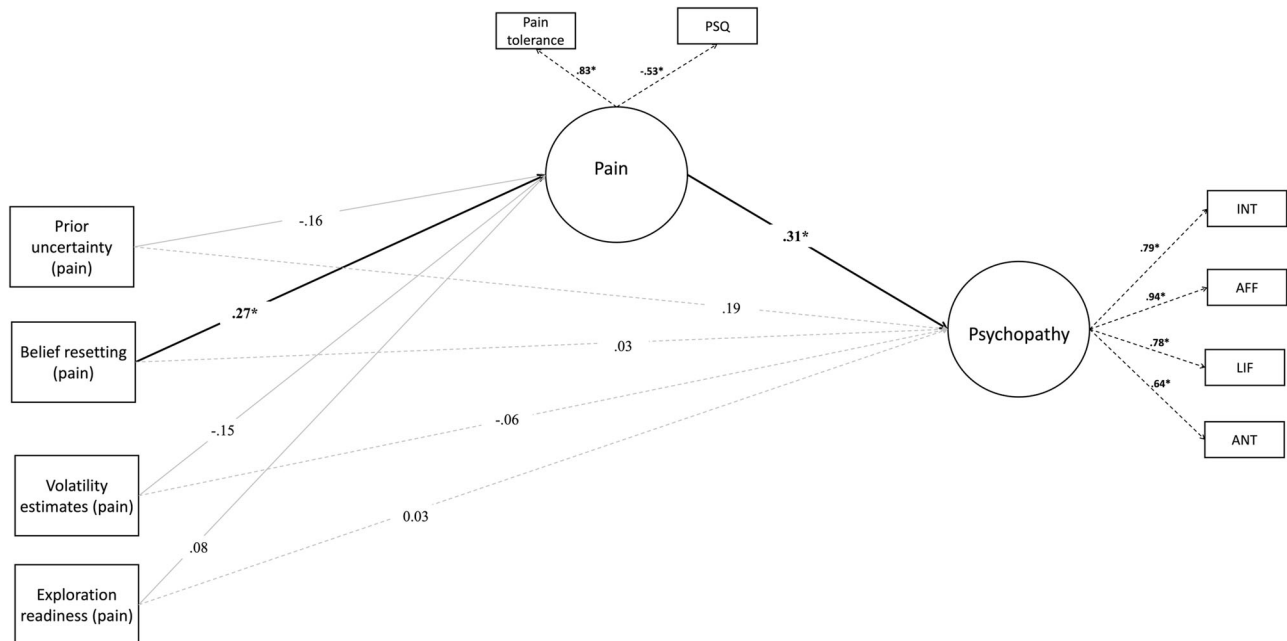 Pain
tolerance
PSQ
.83*
-.53*
Pain
Prior
uncertainty
(pain)
-.16
.31*
INT
.79*
AFF
.94*
.27*
.19
Belief resetting
(pain)
.03
Psychopathy
.78*
LIF
.64*
ANT
-.15
-.06
Volatility
estimates (pain)
0.03
.08
Exploration
readiness (pain)